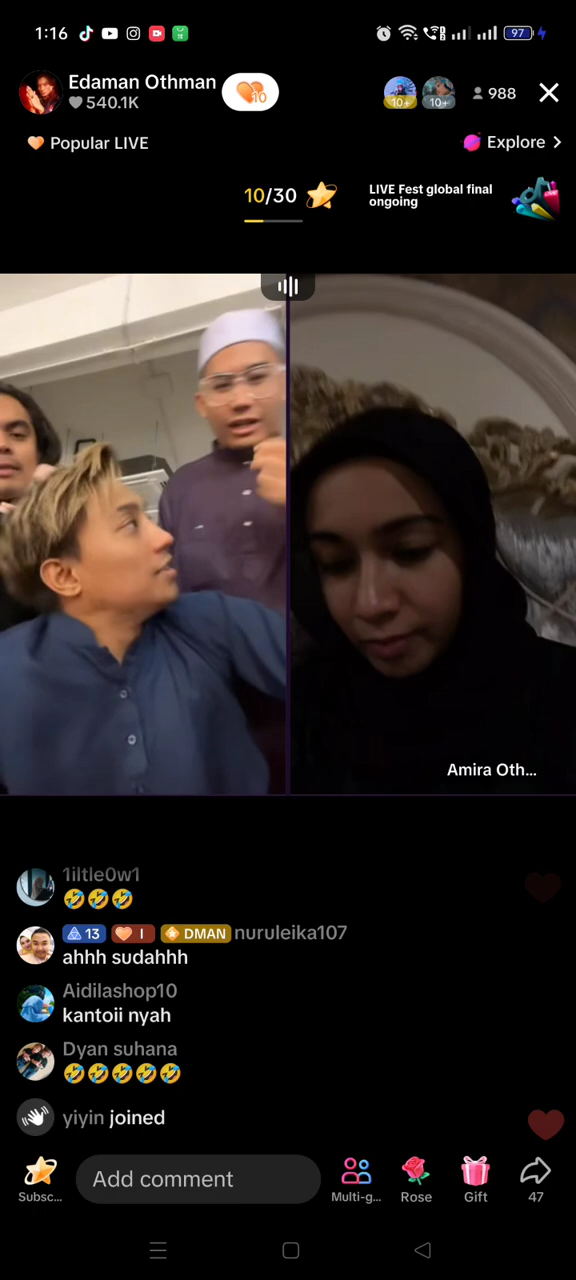 1:16
97
Edaman Othman
540.1K
10
10+
10+
988
Popular LIVE
Explore >
10/30
LIVE Fest global final
ongoing
Amira Oth...
1iltle0w1
🤣🤣🤣
13
I
DMAN
nuruleika107
ahhh sudahhh
Aidilashop10
kantoii nyah
Dyan suhana
🤣🤣🤣🤣🤣
yiyin joined
Subsc...
Add comment
Multi-g...
Rose
Gift
47